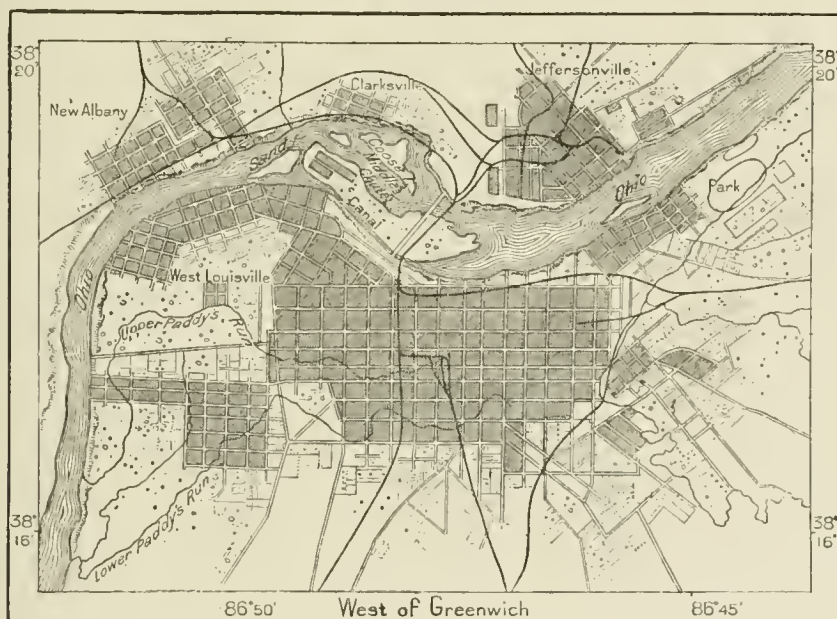 38°
20'
38°
20'
Clarksville
Jeffersonville
New Albany
Sand
Goose
Middle
Chute
Ohio
Park
Canal
West Louisville
Ohio
Upper Paddy's Run
38°
16'
Lower Paddy's Run
38°
16'
86°50'
West of Greenwich
86°45'